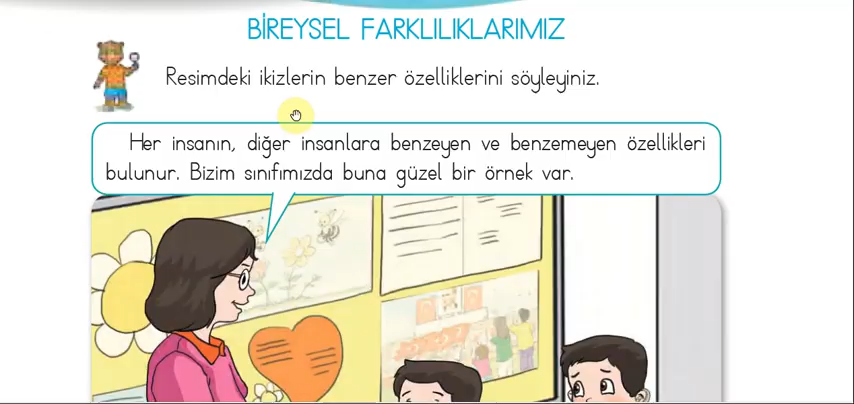 BİREYSEL FARKLILIKLARIMIZ
Resimdeki ikizlerin benzer özelliklerini söyleyiniz.
Her insanın, diğer insanlara benzeyen ve benzemeyen özellikleri
bulunur. Bizim sınıfımızda buna güzel bir örnek var.